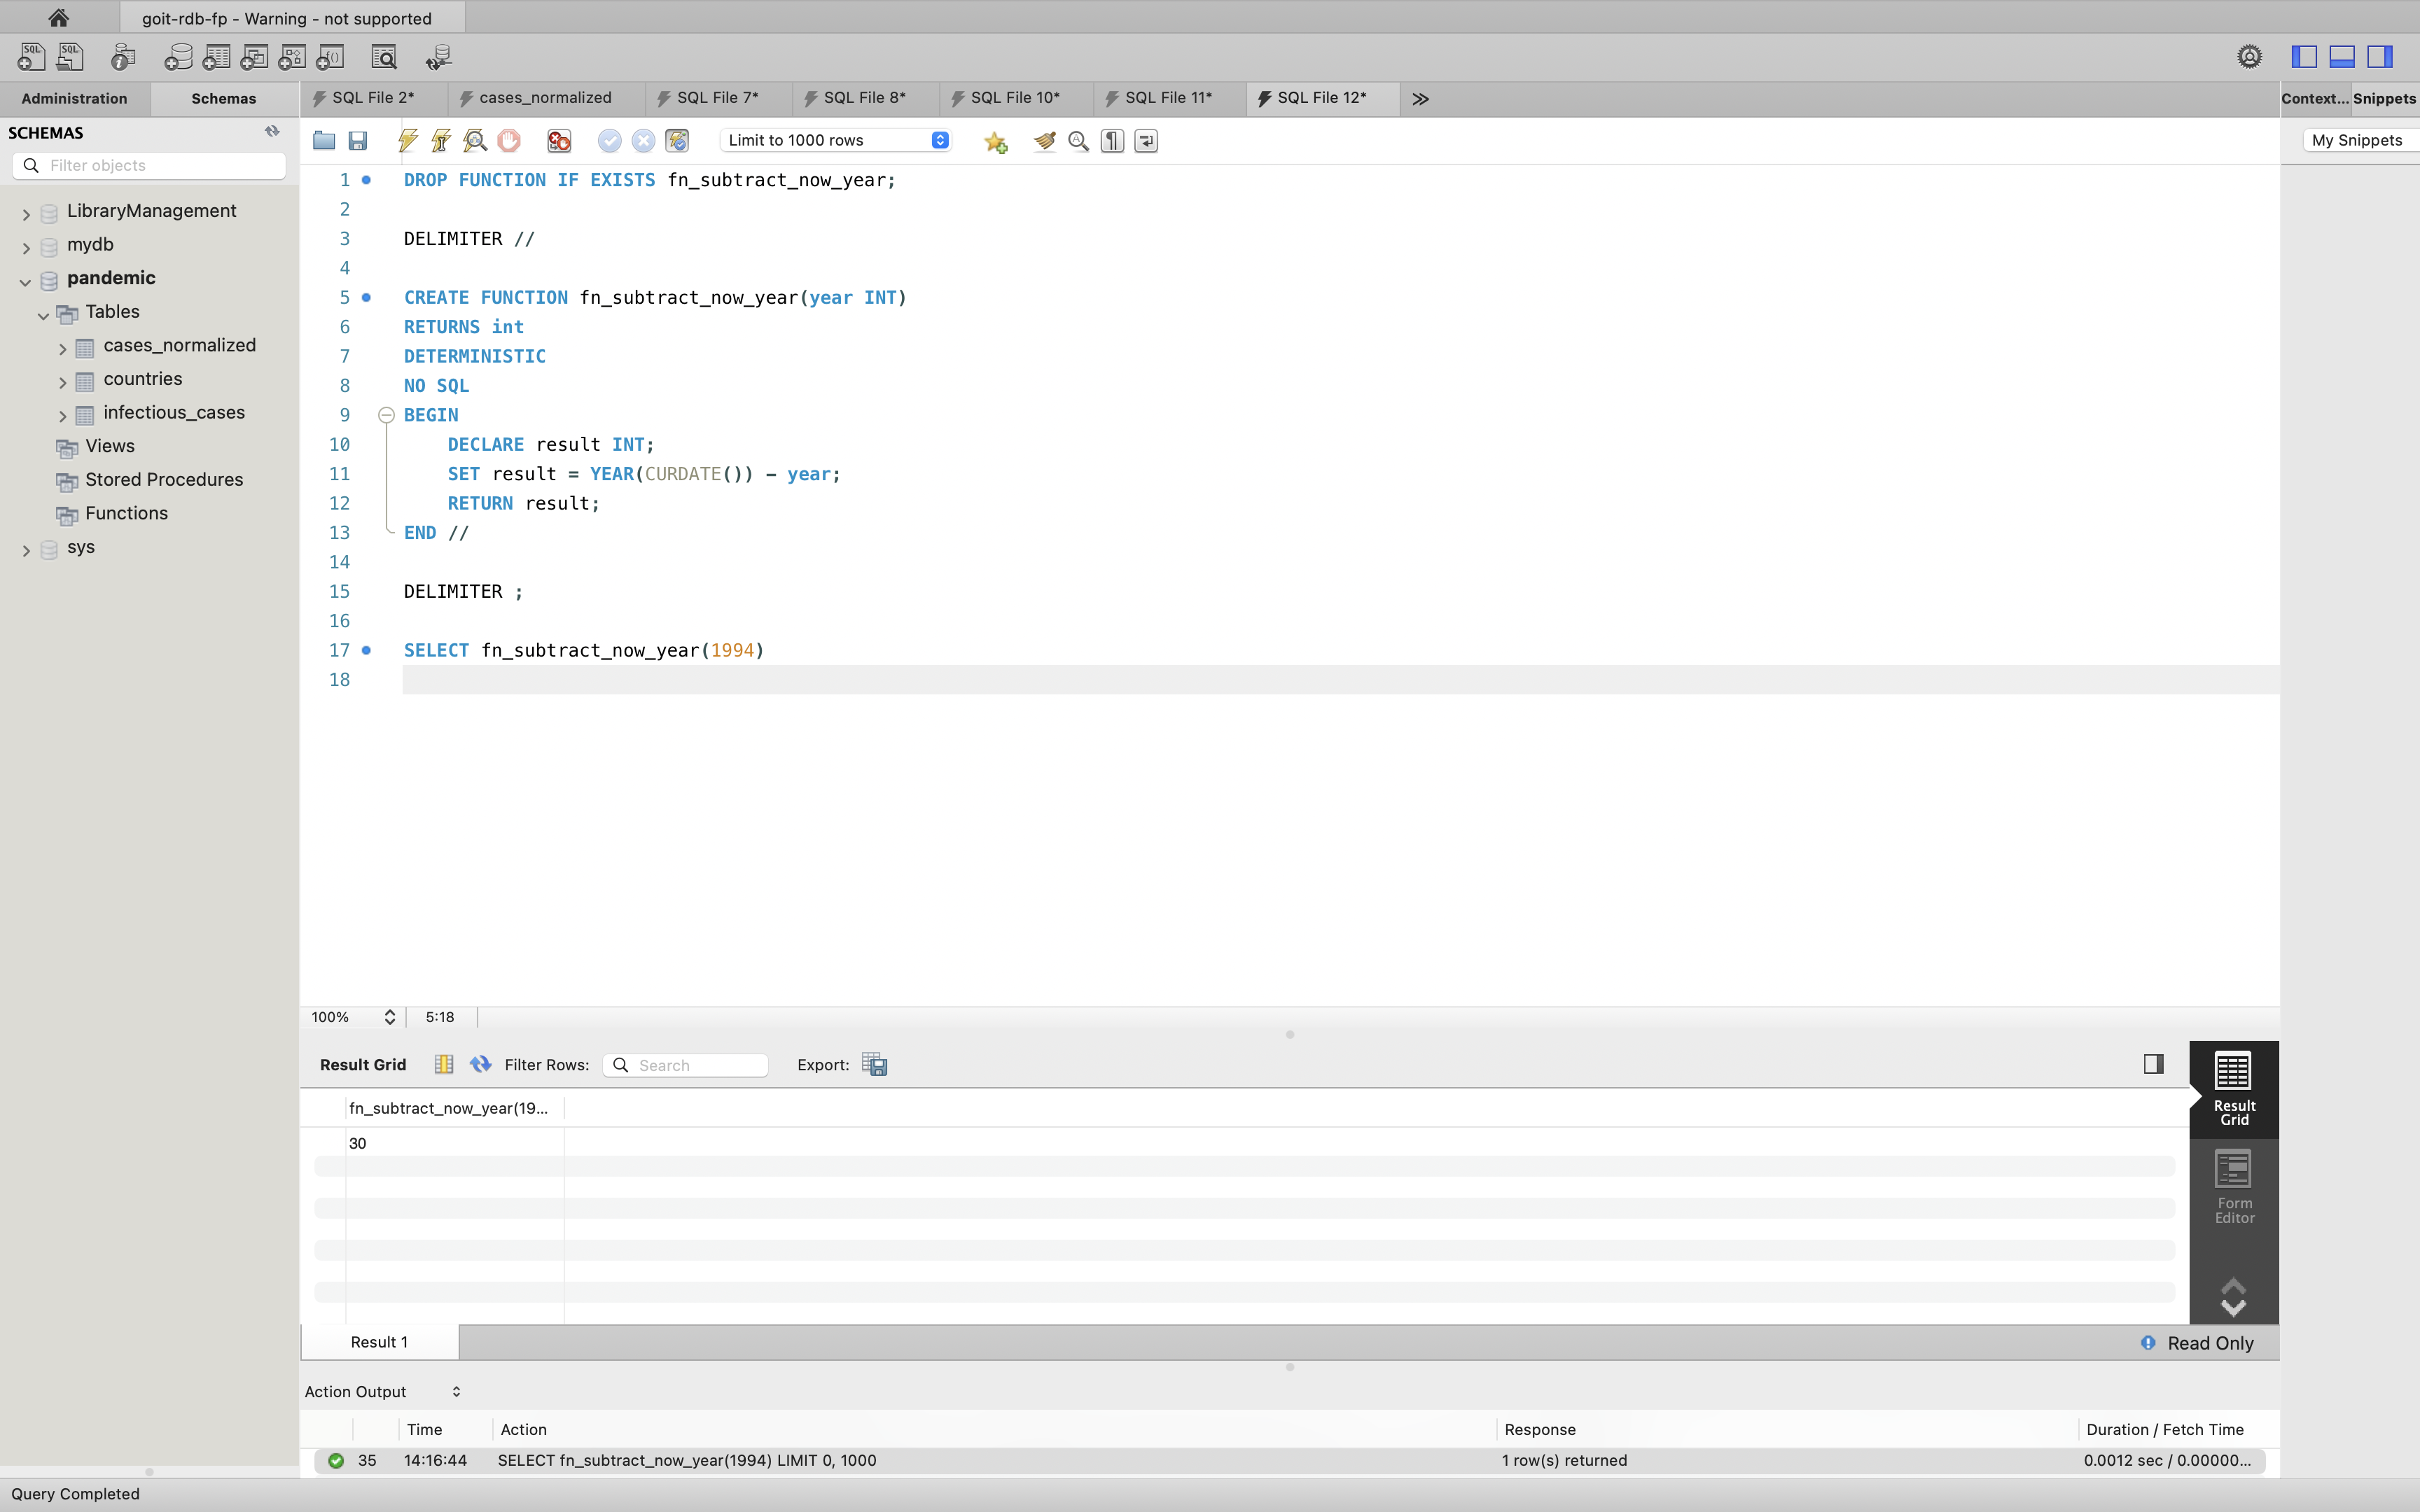 goit-rdb-fp - Warning - not supported
Administration Schemas
SQL File 2* cases_normalized SQL File 7* SQL File 8* SQL File 10* SQL File 11* SQL File 12*
Context... Snippets
SCHEMAS
Filter objects
Limit to 1000 rows
My Snippets
LibraryManagement
mydb
pandemic
Tables
cases_normalized
countries
infectious_cases
Views
Stored Procedures
Functions
sys
1 DROP FUNCTION IF EXISTS fn_subtract_now_year;
2
3 DELIMITER //
4
5 CREATE FUNCTION fn_subtract_now_year(year INT)
6 RETURNS int
7 DETERMINISTIC
8 NO SQL
9 BEGIN
10 DECLARE result INT;
11 SET result = YEAR(CURDATE()) - year;
12 RETURN result;
13 END //
14
15 DELIMITER ;
16
17 SELECT fn_subtract_now_year(1994)
18
100% 5:18
Result Grid Filter Rows: Search Export:
fn_subtract_now_year(19...
30
Result
Grid
Form
Editor
Result 1
Read Only
Action Output
Time Action Response Duration / Fetch Time
35 14:16:44 SELECT fn_subtract_now_year(1994) LIMIT 0, 1000 1 row(s) returned 0.0012 sec / 0.00000...
Query Completed